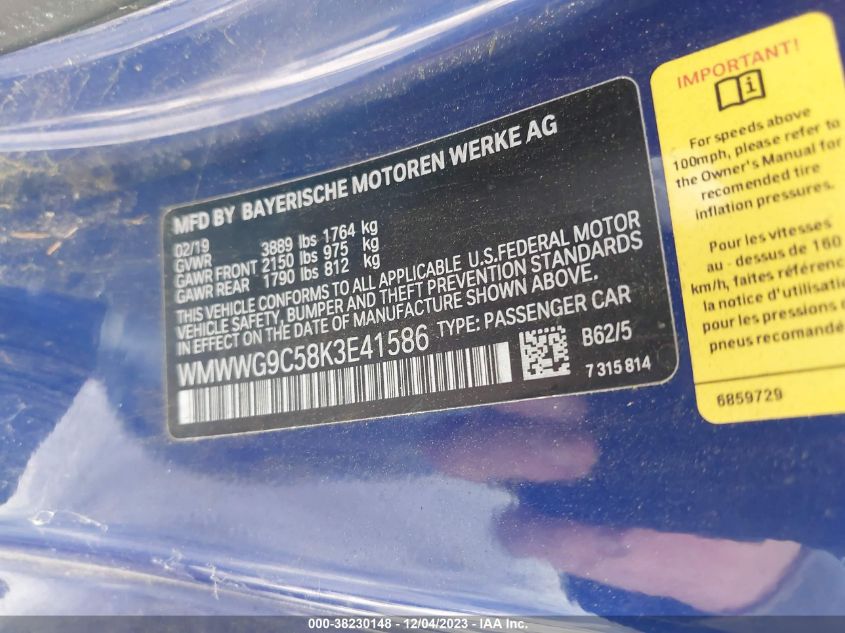 MFD BY BAYERISCHE MOTOREN WERKE AG
02/19
GVWR 3889 lbs 1764 kg
GAWR FRONT 2150 lbs 975 kg
GAWR REAR 1790 lbs 812 kg
THIS VEHICLE CONFORMS TO ALL APPLICABLE U.S.FEDERAL MOTOR
VEHICLE SAFETY, BUMPER AND THEFT PREVENTION STANDARDS
IN EFFECT ON THE DATE OF MANUFACTURE SHOWN ABOVE.
WMWWG9C58K3E41586 TYPE: PASSENGER CAR
B62/5
7 315 814
IMPORTANT!
For speeds above
100mph, please refer to
the Owner's Manual for
recomended tire
inflation pressures.
Pour les vitesses
au - dessus de 160
km/h, faites référenc
la notice d'utilisati
pour les pression
pneus recomandé
6859729
000-38230148 - 12/04/2023 - IAA Inc.